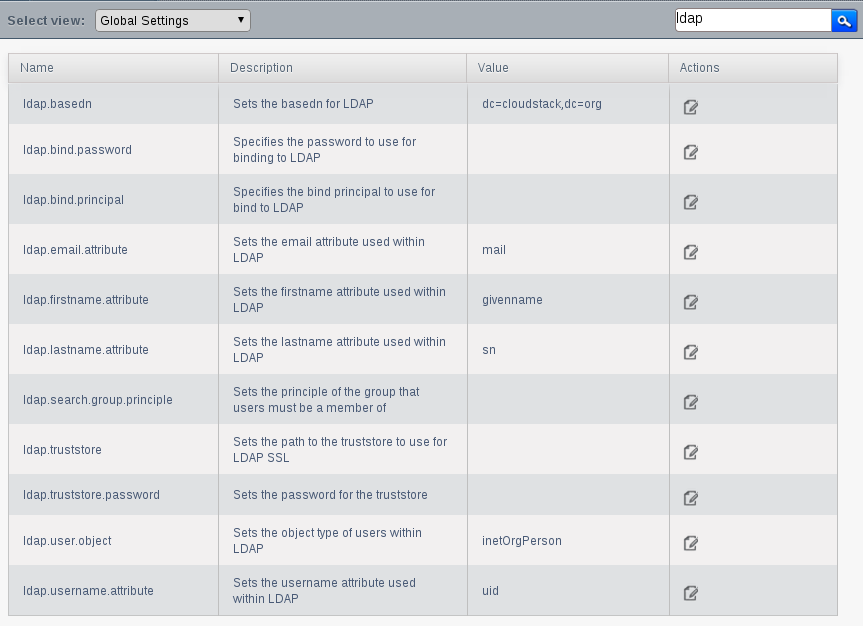 Select view: Global Settings ldap
Name Description Value Actions
ldap.basedn Sets the basedn for LDAP dc=cloudstack,dc=org
ldap.bind.password Specifies the password to use for
binding to LDAP
ldap.bind.principal Specifies the bind principal to use for
bind to LDAP
ldap.email.attribute Sets the email attribute used within
LDAP mail
ldap.firstname.attribute Sets the firstname attribute used within
LDAP givenname
ldap.lastname.attribute Sets the lastname attribute used within
LDAP sn
ldap.search.group.principle Sets the principle of the group that
users must be a member of
ldap.truststore Sets the path to the truststore to use for
LDAP SSL
ldap.truststore.password Sets the password for the truststore
ldap.user.object Sets the object type of users within
LDAP inetOrgPerson
ldap.username.attribute Sets the username attribute used
within LDAP uid